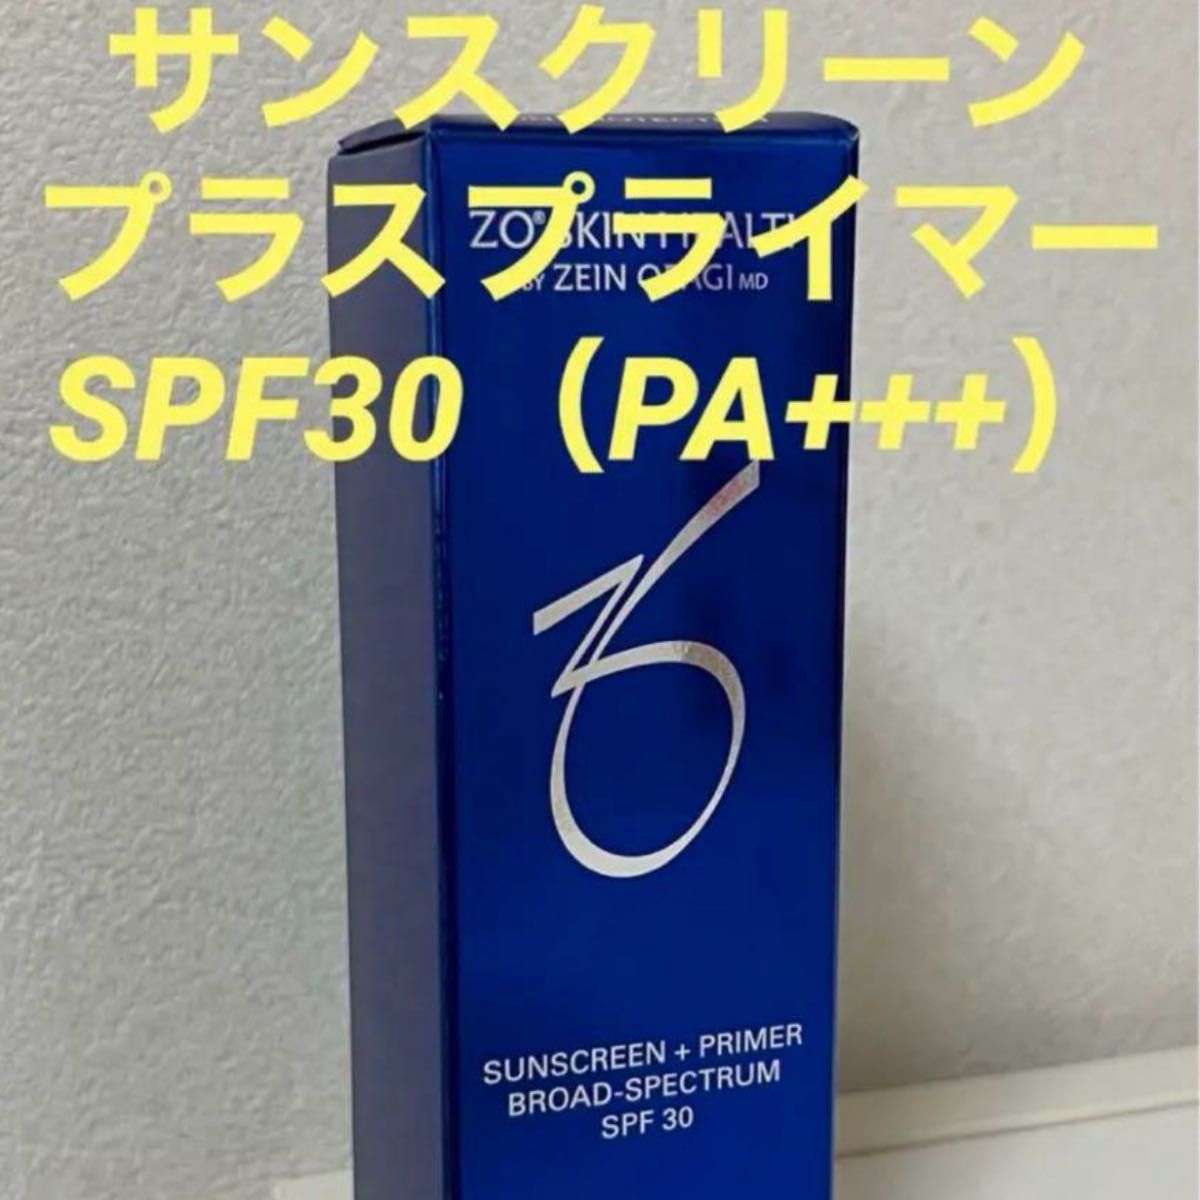 サンスクリーン
プラスプライマー
SPF30（PA+++）
ZO® SKIN HEALTH
BY ZEIN OBAGI MD
SUNSCREEN + PRIMER
BROAD-SPECTRUM
SPF 30